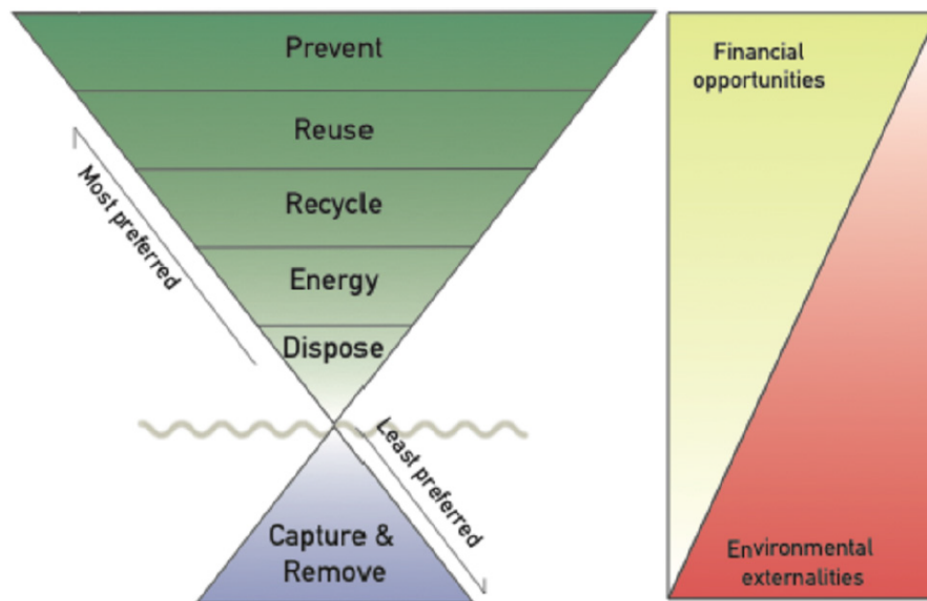 Prevent
Reuse
Recycle
Energy
Dispose
Most preferred
Least preferred
Capture &
Remove
Financial
opportunities
Environmental
externalities